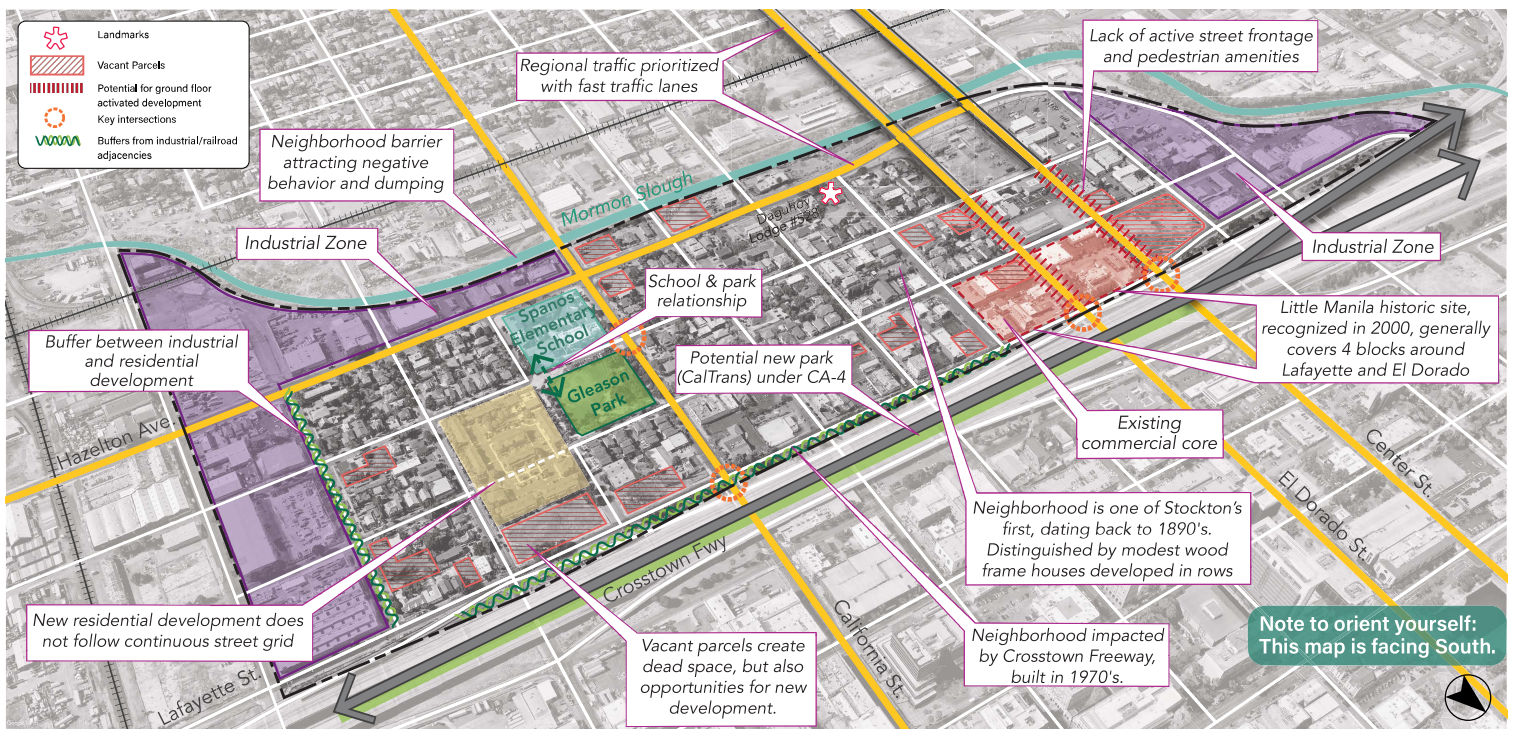 Landmarks
Vacant Parcels
Potential for ground floor
activated development
Key intersections
Buffers from industrial/railroad
adjacencies
Regional traffic prioritized
with fast traffic lanes
Lack of active street frontage
and pedestrian amenities
Neighborhood barrier
attracting negative
behavior and dumping
Mormon Slough
Daguhoy
Lodge #528
Industrial Zone
Industrial Zone
School & park
relationship
Spanos
Elementary
School
Buffer between industrial
and residential
development
Gleason
Park
Potential new park
(CalTrans) under CA-4
Little Manila historic site,
recognized in 2000, generally
covers 4 blocks around
Lafayette and El Dorado
Existing
commercial core
Hazelton Ave.
Center St.
El Dorado St.
Neighborhood is one of Stockton's
first, dating back to 1890's.
Distinguished by modest wood
frame houses developed in rows
Crosstown Fwy
California St.
New residential development does
not follow continuous street grid
Vacant parcels create
dead space, but also
opportunities for new
development.
Neighborhood impacted
by Crosstown Freeway,
built in 1970's.
Note to orient yourself:
This map is facing South.
Lafayette St.